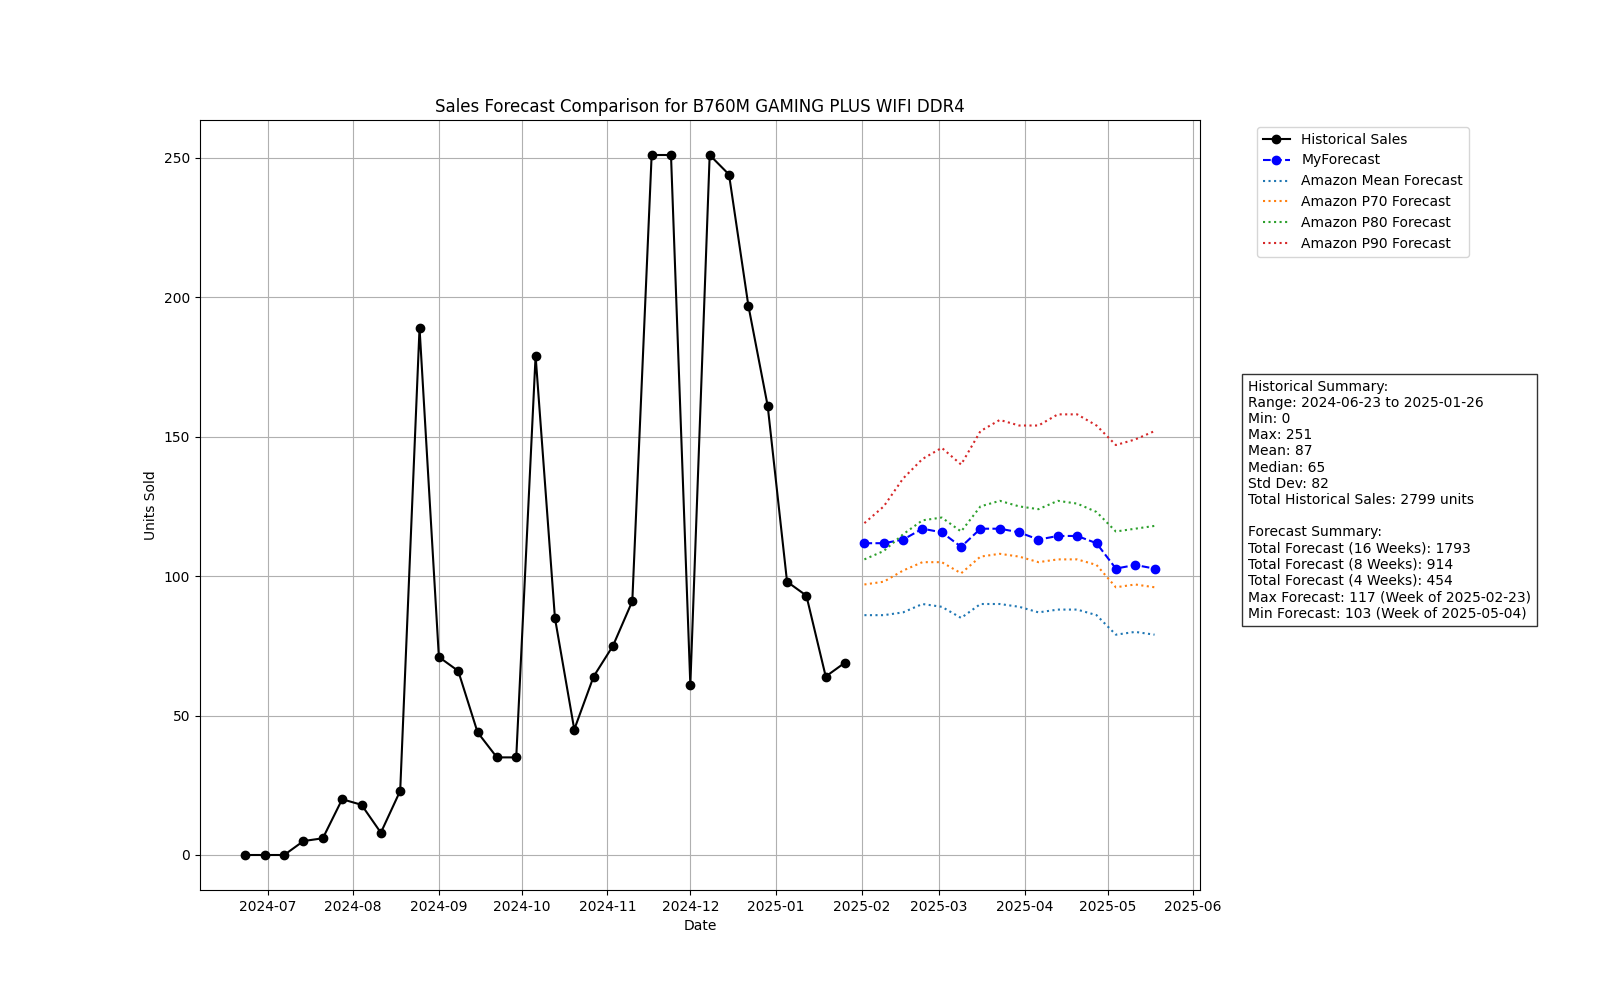 Sales Forecast Comparison for B760M GAMING PLUS WIFI DDR4
Units Sold
250
200
150
100
50
0
2024-07
2024-08
2024-09
2024-10
2024-11
2024-12
2025-01
2025-02
2025-03
2025-04
2025-05
2025-06
Date
Historical Sales
MyForecast
Amazon Mean Forecast
Amazon P70 Forecast
Amazon P80 Forecast
Amazon P90 Forecast
Historical Summary:
Range: 2024-06-23 to 2025-01-26
Min: 0
Max: 251
Mean: 87
Median: 65
Std Dev: 82
Total Historical Sales: 2799 units
Forecast Summary:
Total Forecast (16 Weeks): 1793
Total Forecast (8 Weeks): 914
Total Forecast (4 Weeks): 454
Max Forecast: 117 (Week of 2025-02-23)
Min Forecast: 103 (Week of 2025-05-04)